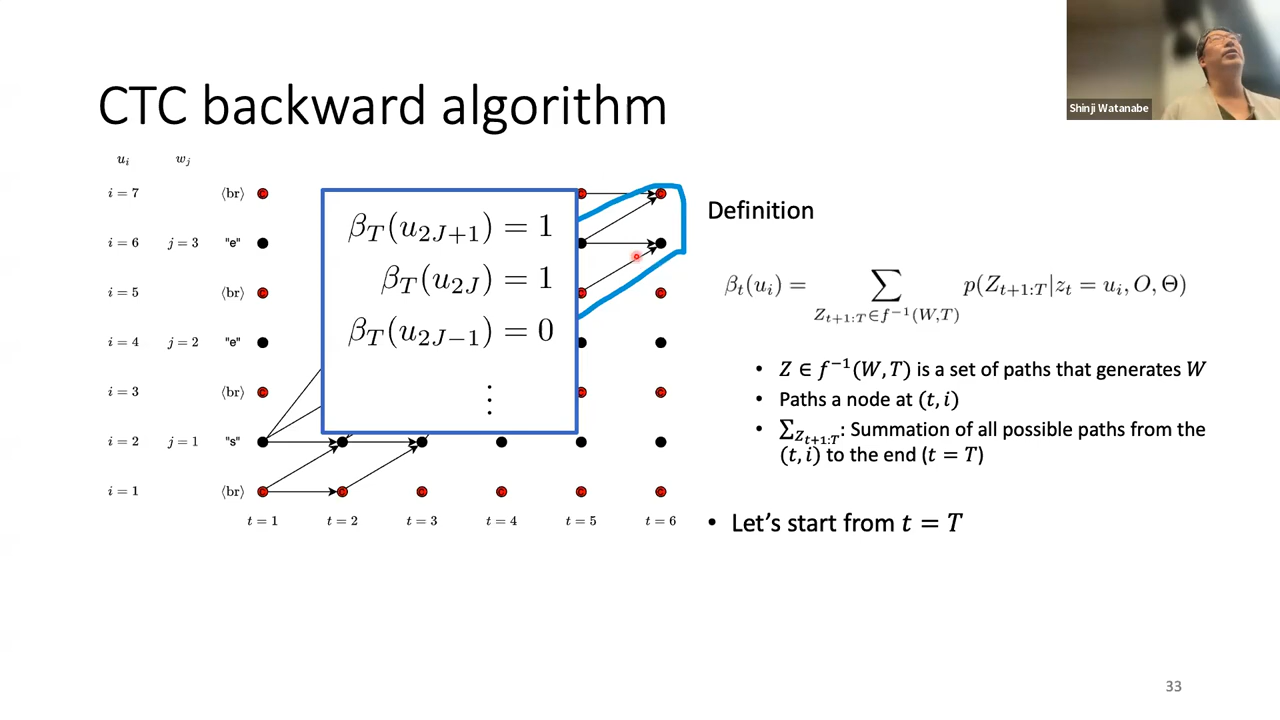 Shinji Watanabe
CTC backward algorithm
u_i w_j
i = 7 ⟨br⟩
i = 6 j = 3 "e"
i = 5 ⟨br⟩
i = 4 j = 2 "e"
i = 3 ⟨br⟩
i = 2 j = 1 "s"
i = 1 ⟨br⟩
t = 1 t = 2 t = 3 t = 4 t = 5 t = 6
β_T(u_{2J+1}) = 1
β_T(u_{2J}) = 1
β_T(u_{2J−1}) = 0
⋮
Definition
β_t(u_i) = ∑_{Z_{t+1:T}∈f^{−1}(W,T)} p(Z_{t+1:T}|z_t = u_i, O, Θ)
• Z ∈ f^{−1}(W, T) is a set of paths that generates W
• Paths a node at (t, i)
• ∑_{Z_{t+1:T}}: Summation of all possible paths from the
(t, i) to the end (t = T)
• Let's start from t = T
33